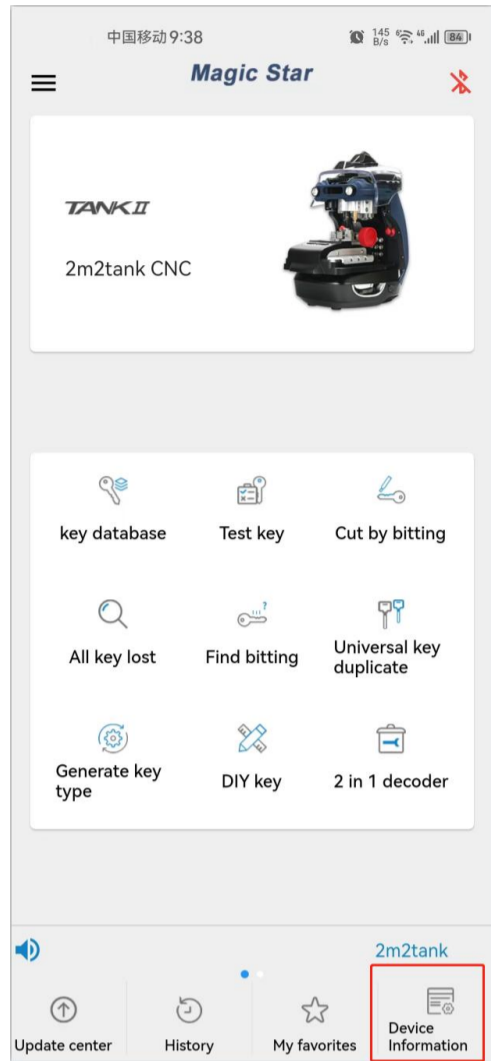 中国移动 9:38 145 B/s 6 46 84
Magic Star
TANK II
2m2tank CNC
key database Test key Cut by bitting
All key lost Find bitting Universal key
duplicate
Generate key
type DIY key 2 in 1 decoder
2m2tank
Update center History My favorites Device
Information